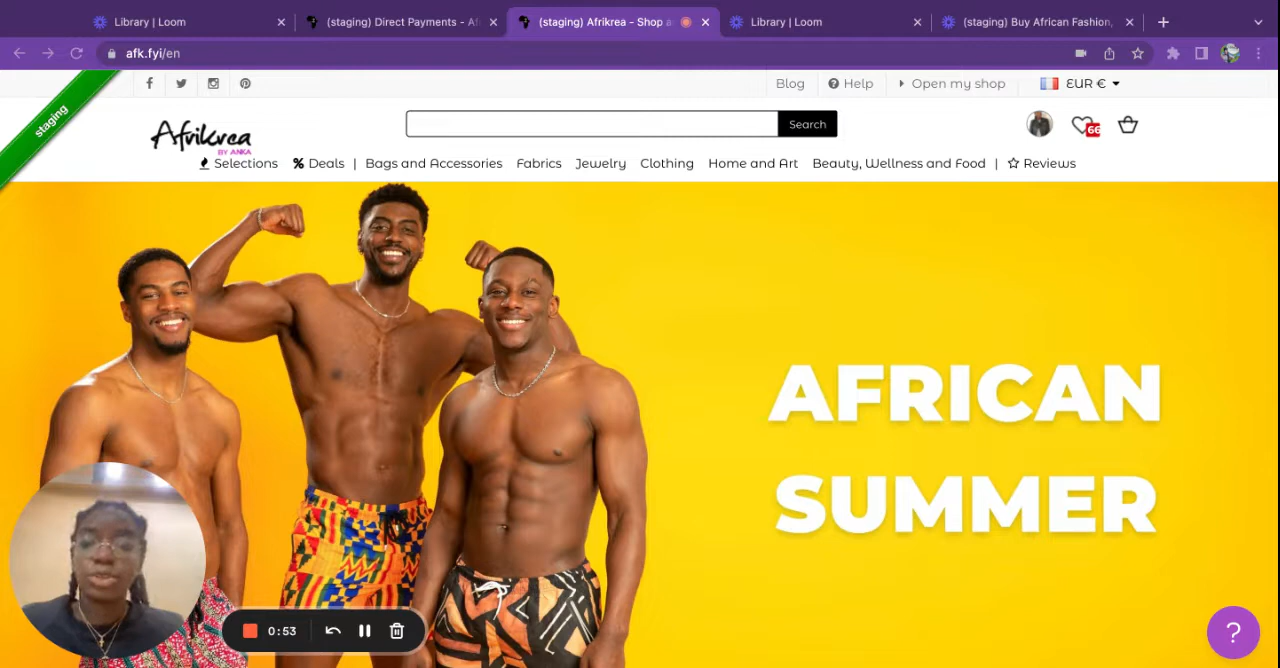 Library | Loom
(staging) Direct Payments - Af
(staging) Afrikrea - Shop a
Library | Loom
(staging) Buy African Fashion,
afk.fyi/en
staging
Blog
Help
Open my shop
EUR €
Afrikrea
BY ANKA
Search
66
Selections
% Deals |
Bags and Accessories
Fabrics
Jewelry
Clothing
Home and Art
Beauty, Wellness and Food |
Reviews
AFRICAN
SUMMER
0:53
?